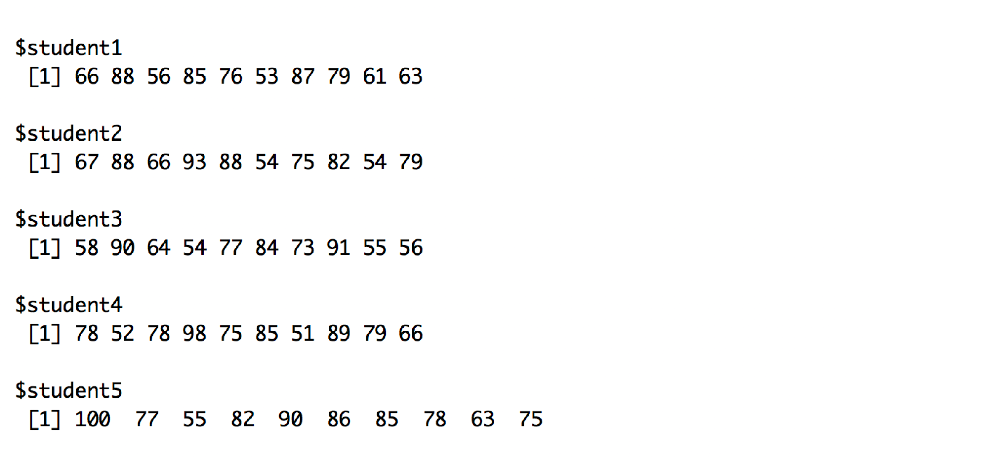 $student1
 [1] 66 88 56 85 76 53 87 79 61 63
$student2
 [1] 67 88 66 93 88 54 75 82 54 79
$student3
 [1] 58 90 64 54 77 84 73 91 55 56
$student4
 [1] 78 52 78 98 75 85 51 89 79 66
$student5
 [1] 100  77  55  82  90  86  85  78  63  75